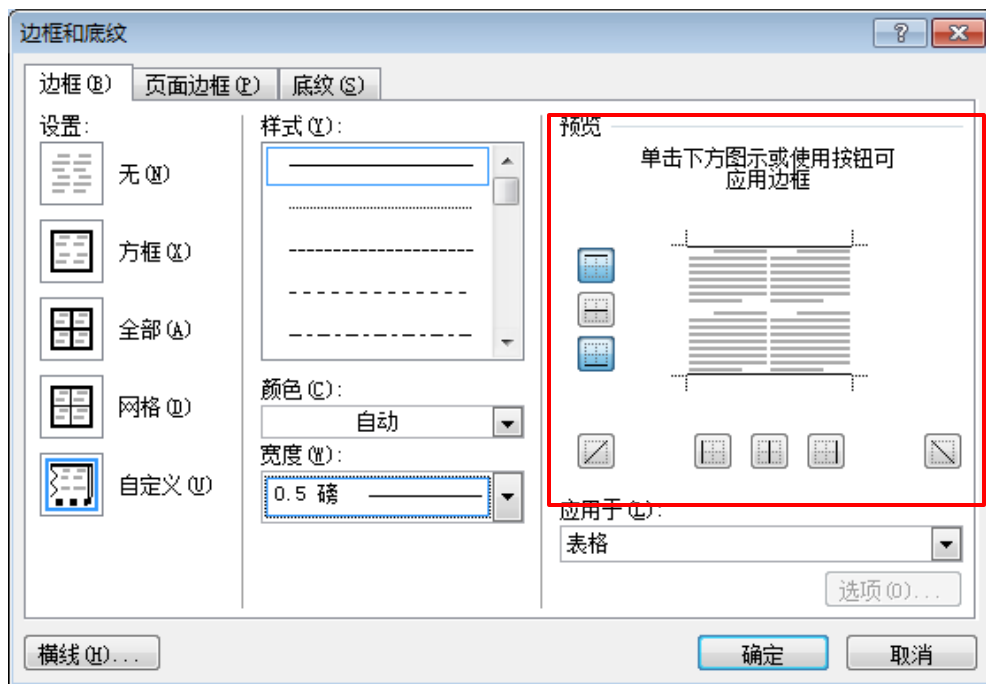 边框和底纹
边框(B) 页面边框(P) 底纹(S)
设置:
无(N)
方框(X)
全部(A)
网格(D)
自定义(U)
样式(Y):
颜色(C):
自动
宽度(W):
0.5 磅
预览
单击下方图示或使用按钮可
应用边框
应用于(L):
表格
选项(O)...
横线(H)...
确定
取消